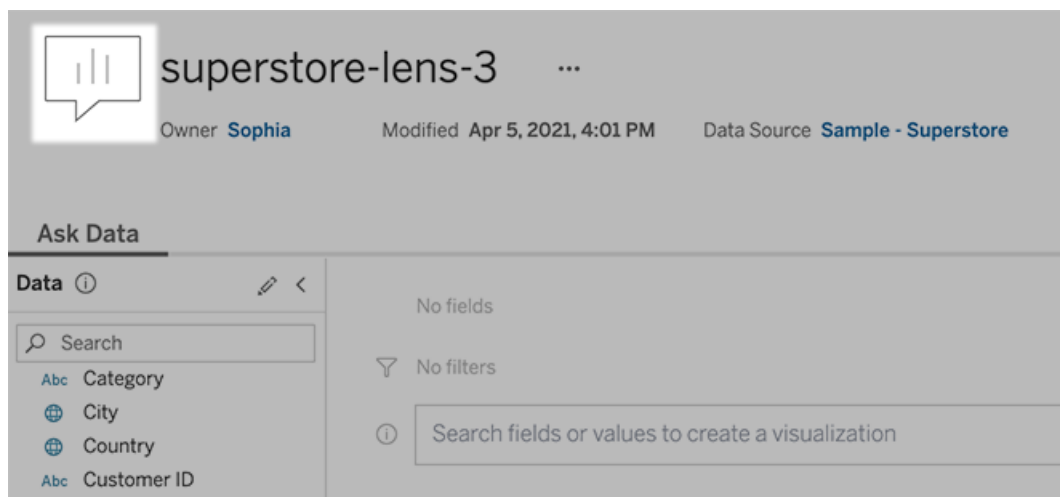 superstore-lens-3 ...
Owner Sophia Modified Apr 5, 2021, 4:01 PM Data Source Sample - Superstore
Ask Data
Data
Search
Abc Category
City
Country
Abc Customer ID
No fields
No filters
Search fields or values to create a visualization